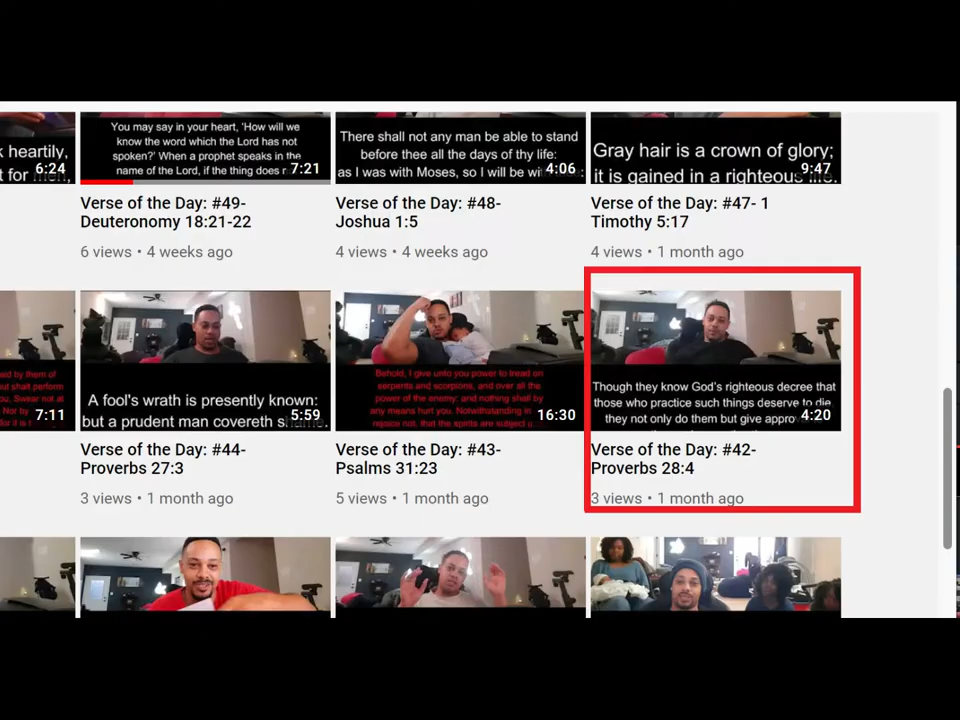 k heartily,
t for men,
6:24
You may say in your heart, 'How will we
know the word which the Lord has not
spoken?' When a prophet speaks in the
name of the Lord, if the thing does
7:21
There shall not any man be able to stand
before thee all the days of thy life:
as I was with Moses, so I will be
4:06
Gray hair is a crown of glory;
it is gained in a righteous life.
9:47
Verse of the Day: #49-
Deuteronomy 18:21-22
6 views • 4 weeks ago
Verse of the Day: #48-
Joshua 1:5
4 views • 4 weeks ago
Verse of the Day: #47- 1
Timothy 5:17
4 views • 1 month ago
7:11
A fool's wrath is presently known:
but a prudent man covereth shame.
5:59
Behold, I give unto you power to tread on
serpents and scorpions, and over all the
power of the enemy: and nothing shall by
any means hurt you. Notwithstanding in
rejoice not, that the spirits are subject
16:30
Though they know God's righteous decree that
those who practice such things deserve to die,
they not only do them but give appro
4:20
Verse of the Day: #44-
Proverbs 27:3
3 views • 1 month ago
Verse of the Day: #43-
Psalms 31:23
5 views • 1 month ago
Verse of the Day: #42-
Proverbs 28:4
3 views • 1 month ago